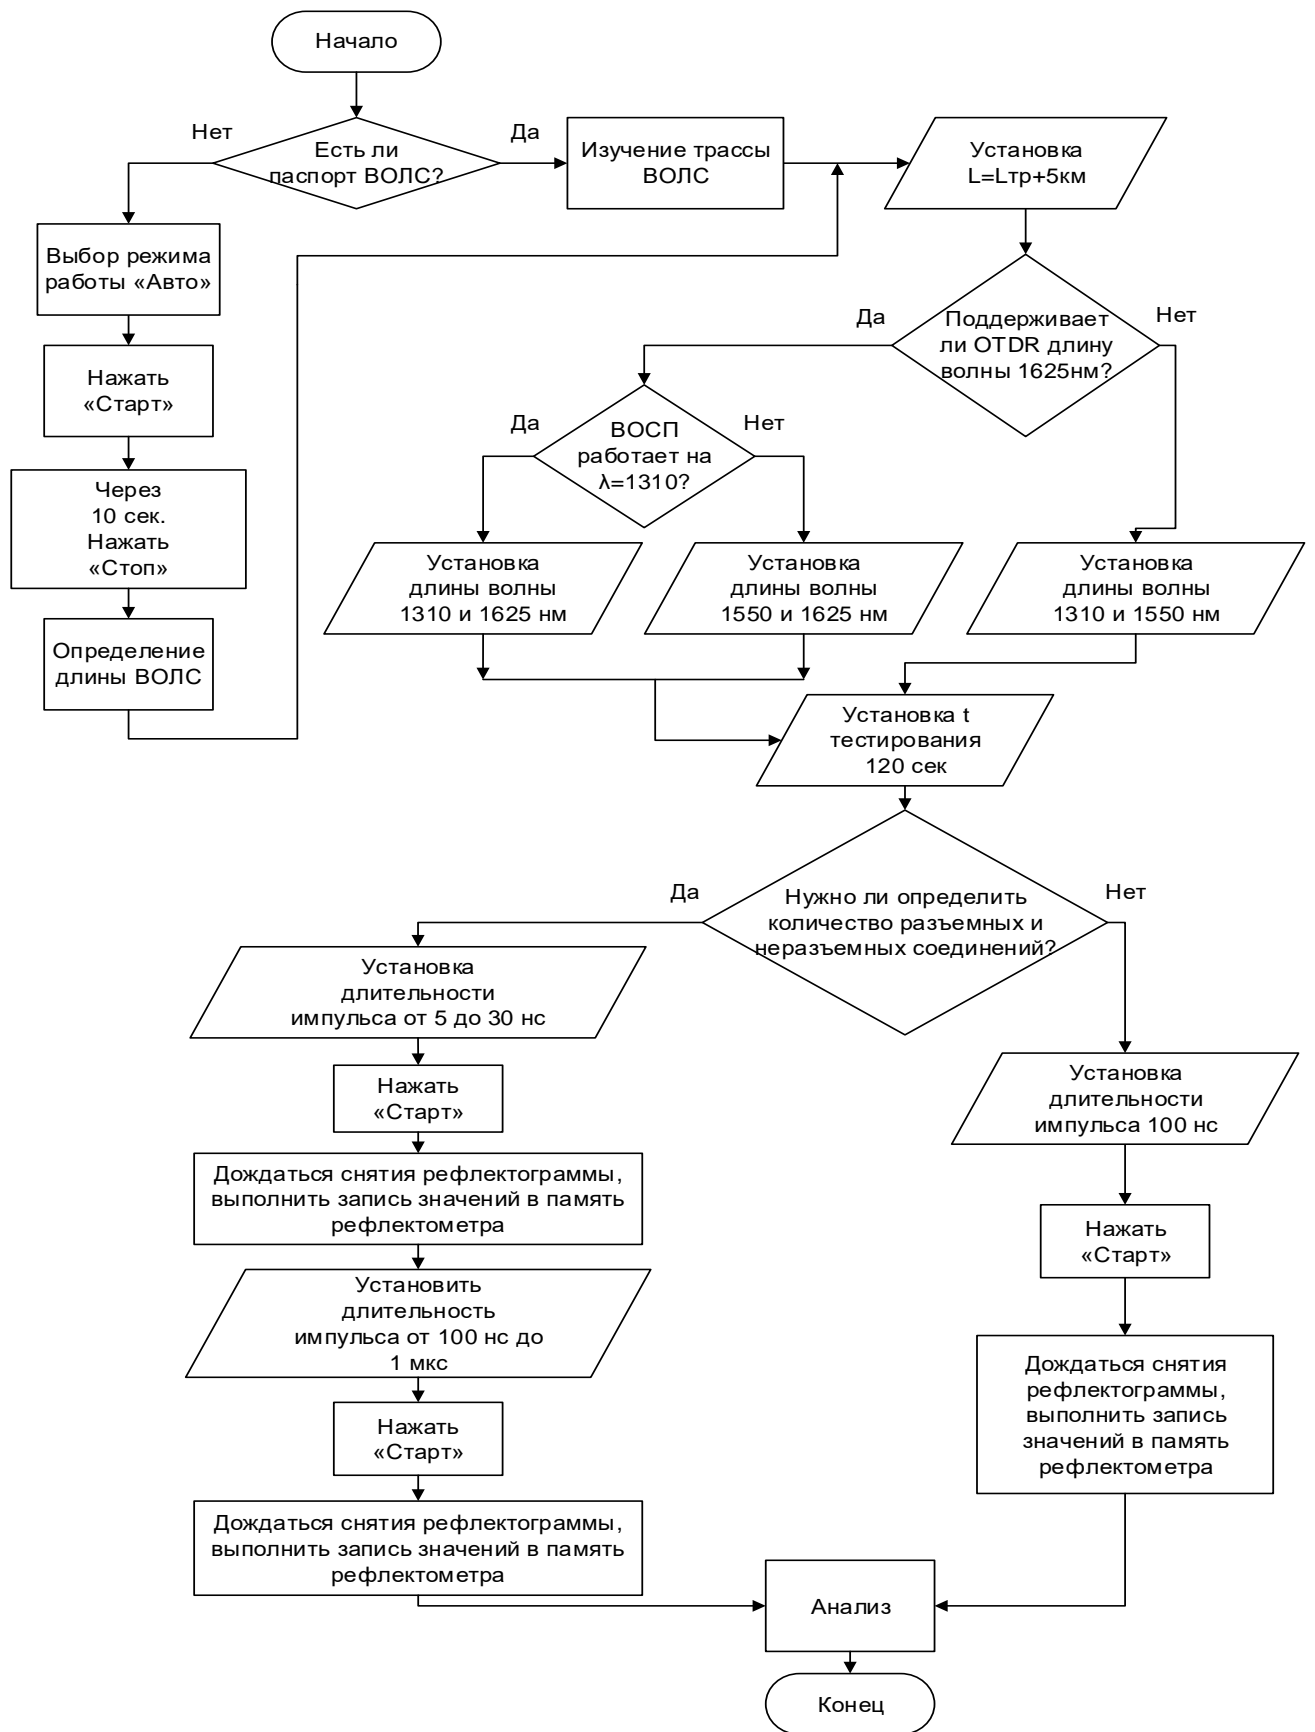 Начало
Нет
Да
Есть ли
паспорт ВОЛС?
Изучение трассы
ВОЛС
Установка
L=Lтр+5км
Выбор режима
работы «Авто»
Нажать
«Старт»
Через
10 сек.
Нажать
«Стоп»
Определение
длины ВОЛС
Да
Нет
Поддерживает
ли OTDR длину
волны 1625нм?
Да
Нет
ВОСП
работает на
λ=1310?
Установка
длины волны
1310 и 1625 нм
Установка
длины волны
1550 и 1625 нм
Установка
длины волны
1310 и 1550 нм
Установка t
тестирования
120 сек
Да
Нет
Нужно ли определить
количество разъемных и
неразъемных соединений?
Установка
длительности
импульса от 5 до 30 нс
Нажать
«Старт»
Дождаться снятия рефлектограммы,
выполнить запись значений в память
рефлектометра
Установить
длительность
импульса от 100 нс до
1 мкс
Нажать
«Старт»
Дождаться снятия рефлектограммы,
выполнить запись значений в память
рефлектометра
Установка
длительности
импульса 100 нс
Нажать
«Старт»
Дождаться снятия
рефлектограммы,
выполнить запись
значений в память
рефлектометра
Анализ
Конец